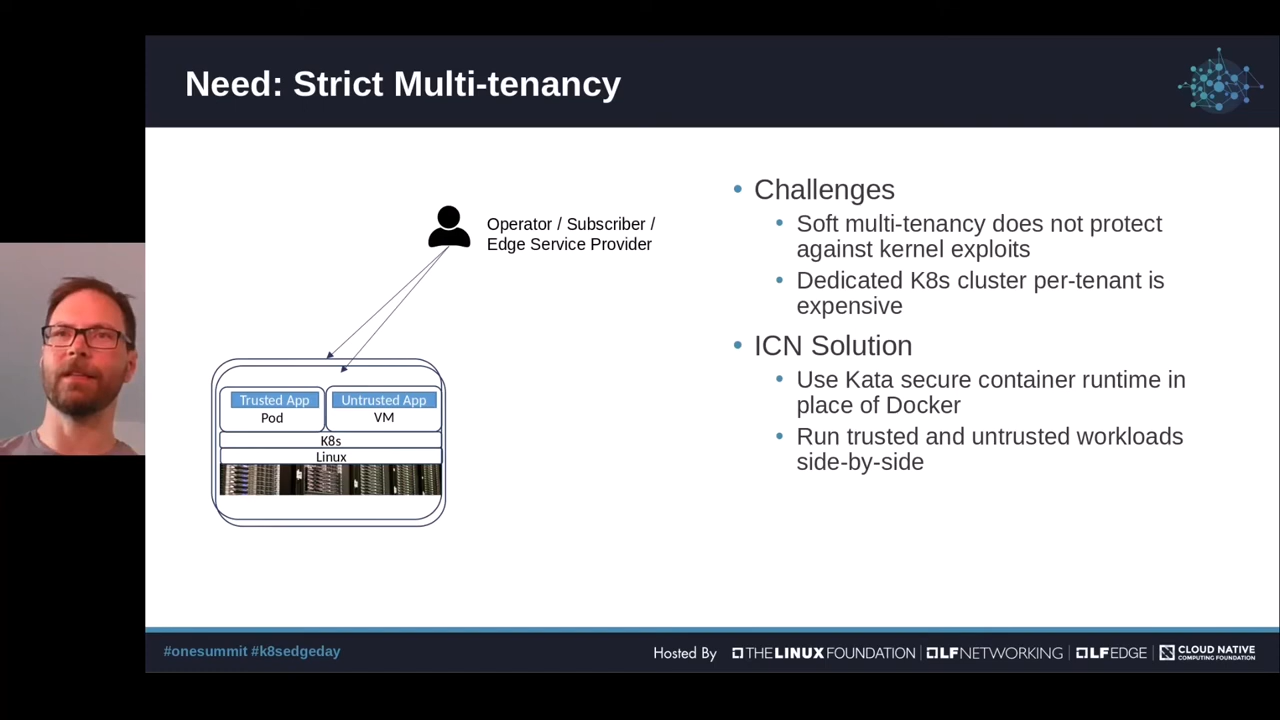 Need: Strict Multi-tenancy
Operator / Subscriber /
Edge Service Provider
Trusted App
Pod
Untrusted App
VM
K8s
Linux
• Challenges
• Soft multi-tenancy does not protect
against kernel exploits
• Dedicated K8s cluster per-tenant is
expensive
• ICN Solution
• Use Kata secure container runtime in
place of Docker
• Run trusted and untrusted workloads
side-by-side
#onesummit #k8sedgeday
Hosted By
THE LINUX FOUNDATION
LFNETWORKING
LFEDGE
CLOUD NATIVE
COMPUTING FOUNDATION